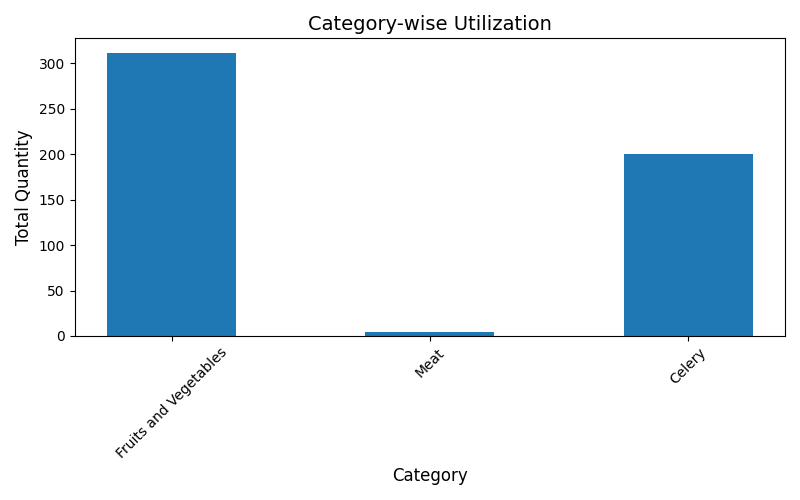 Category-wise Utilization
Total Quantity
300
250
200
150
100
50
0
Fruits and Vegetables
Meat
Celery
Category